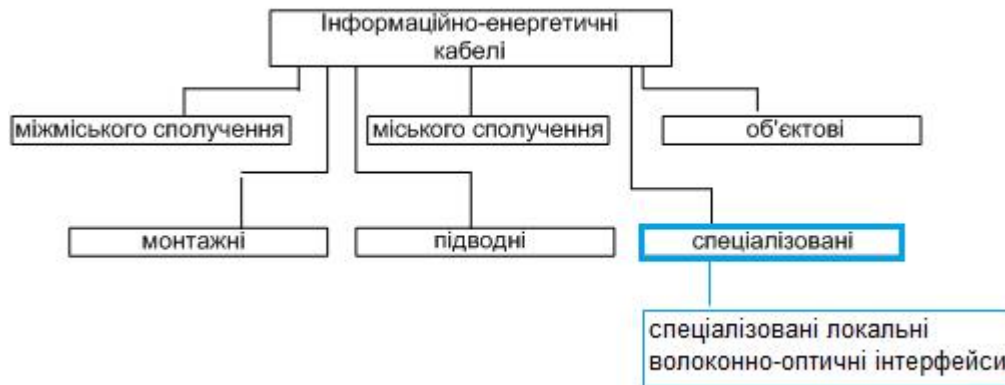 Інформаційно-енергетичні
кабелі
міжміського сполучення
міського сполучення
об'єктові
монтажні
підводні
спеціалізовані
спеціалізовані локальні
волоконно-оптичні інтерфейси